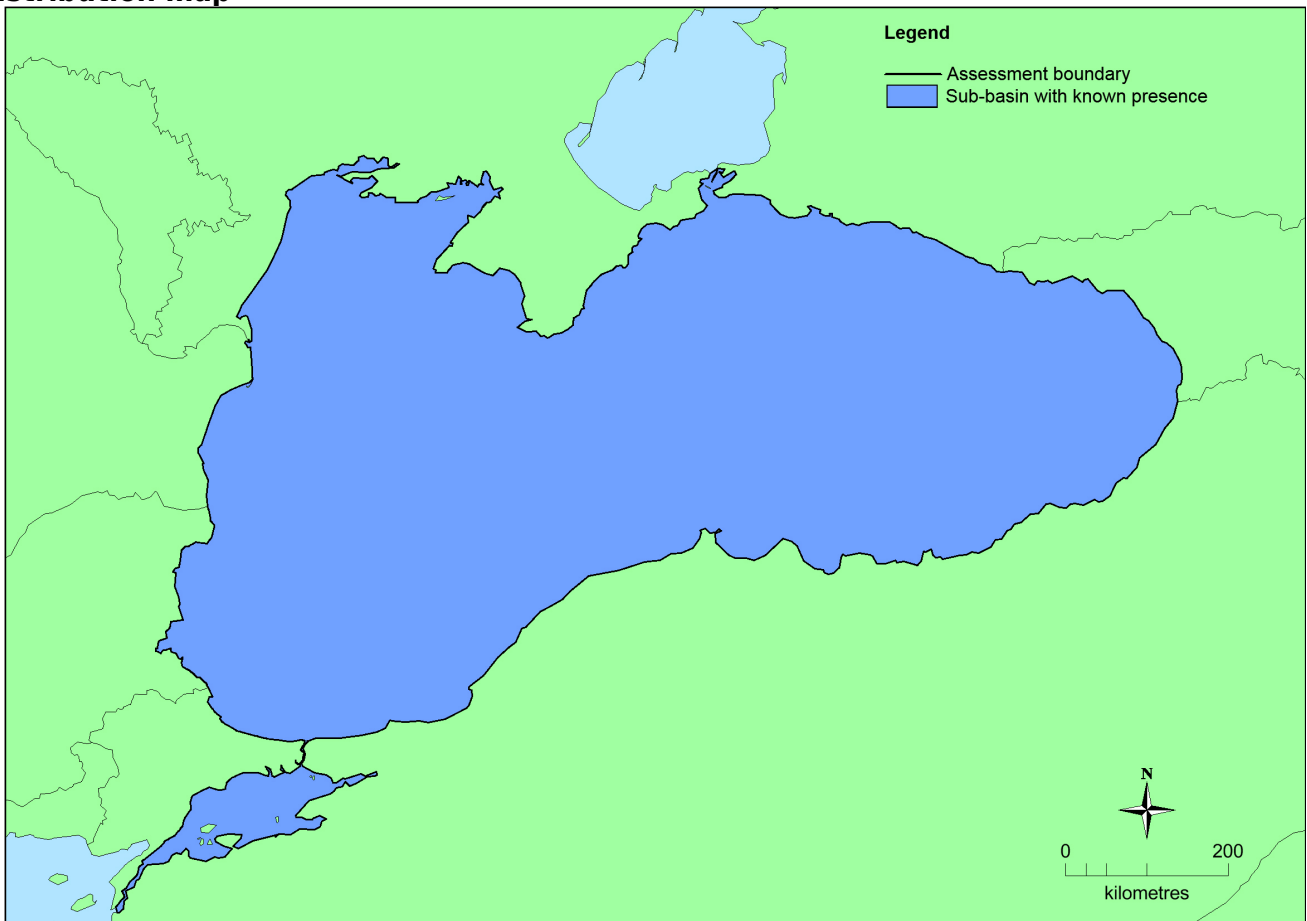 Legend
Assessment boundary
Sub-basin with known presence
N
0 200
kilometres